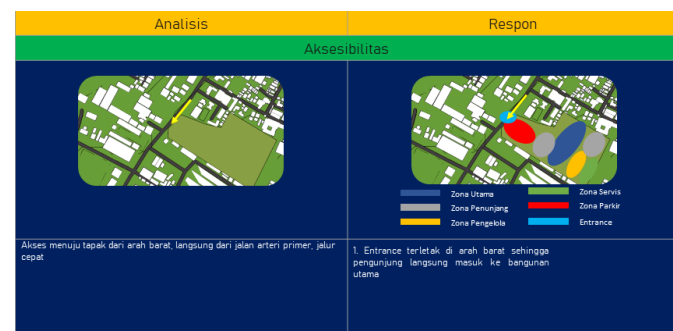 Analisis
Respon
Aksesibilitas
Zona Utama
Zona Servis
Zona Penunjang
Zona Parkir
Zona Pengelola
Entrance
Akses menuju tapak dari arah barat, langsung dari jalan arteri primer, jalur
cepat
1. Entrance terletak di arah barat sehingga
pengunjung langsung masuk ke bangunan
utama